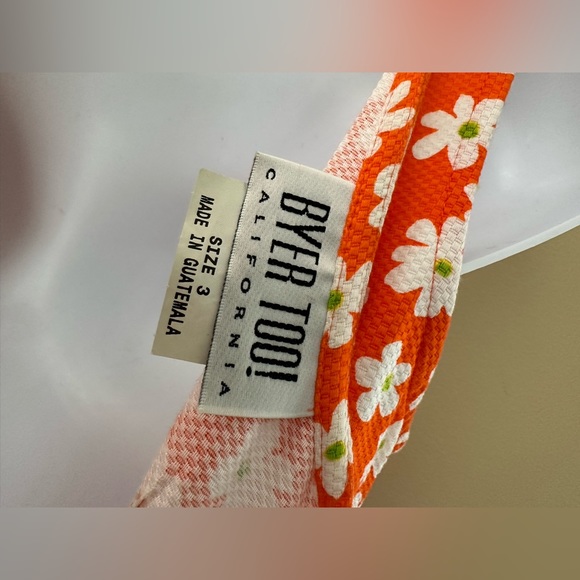 BYER TOO!
CALIFORNIA
SIZE 3
MADE IN GUATEMALA